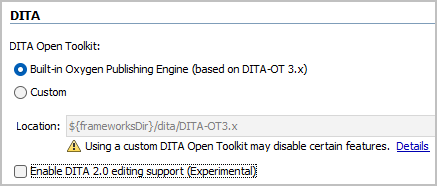 DITA
DITA Open Toolkit:
Built-in Oxygen Publishing Engine (based on DITA-OT 3.x)
Custom
Location: ${frameworksDir}/dita/DITA-OT3.x
Using a custom DITA Open Toolkit may disable certain features. Details
Enable DITA 2.0 editing support (Experimental)